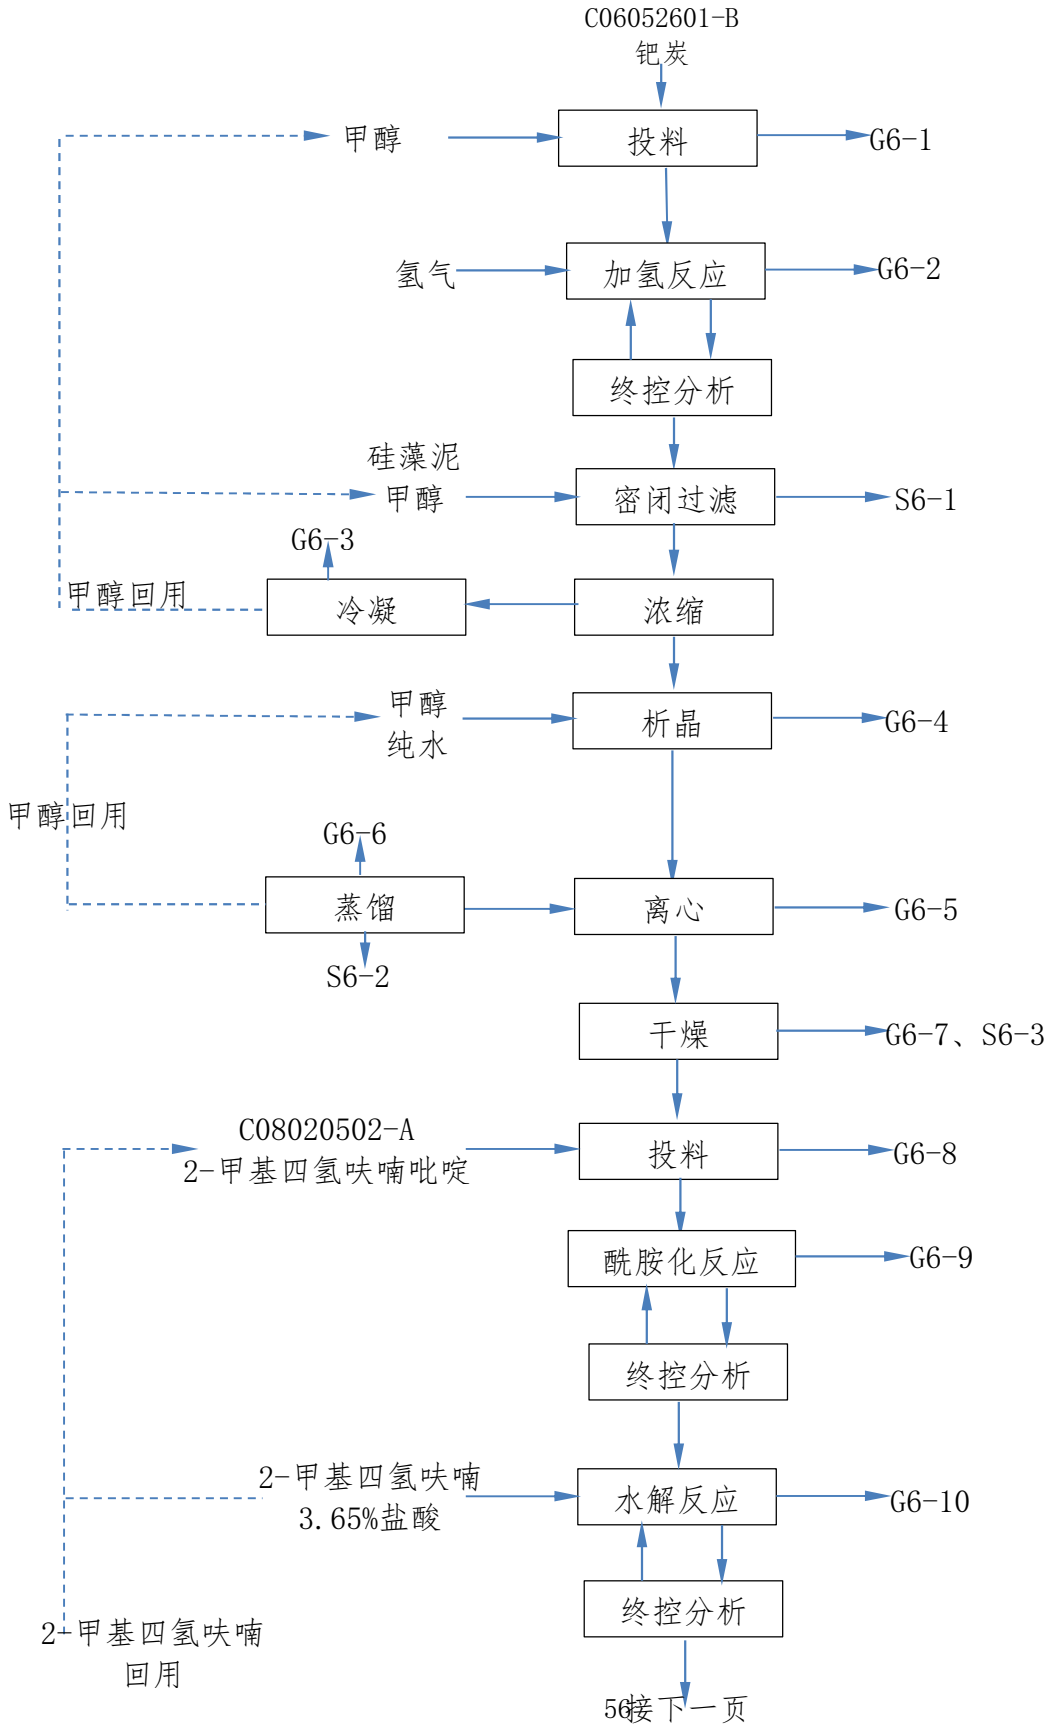 C06052601-B
钯炭
甲醇
投料
G6-1
氢气
加氢反应
G6-2
终控分析
硅藻泥
甲醇
密闭过滤
S6-1
G6-3
甲醇回用
冷凝
浓缩
甲醇
纯水
析晶
G6-4
甲醇回用
G6-6
蒸馏
离心
G6-5
S6-2
干燥
G6-7、S6-3
C08020502-A
2-甲基四氢呋喃吡啶
投料
G6-8
酰胺化反应
G6-9
终控分析
2-甲基四氢呋喃
3.65%盐酸
水解反应
G6-10
终控分析
2-甲基四氢呋喃
回用
56
接下一页